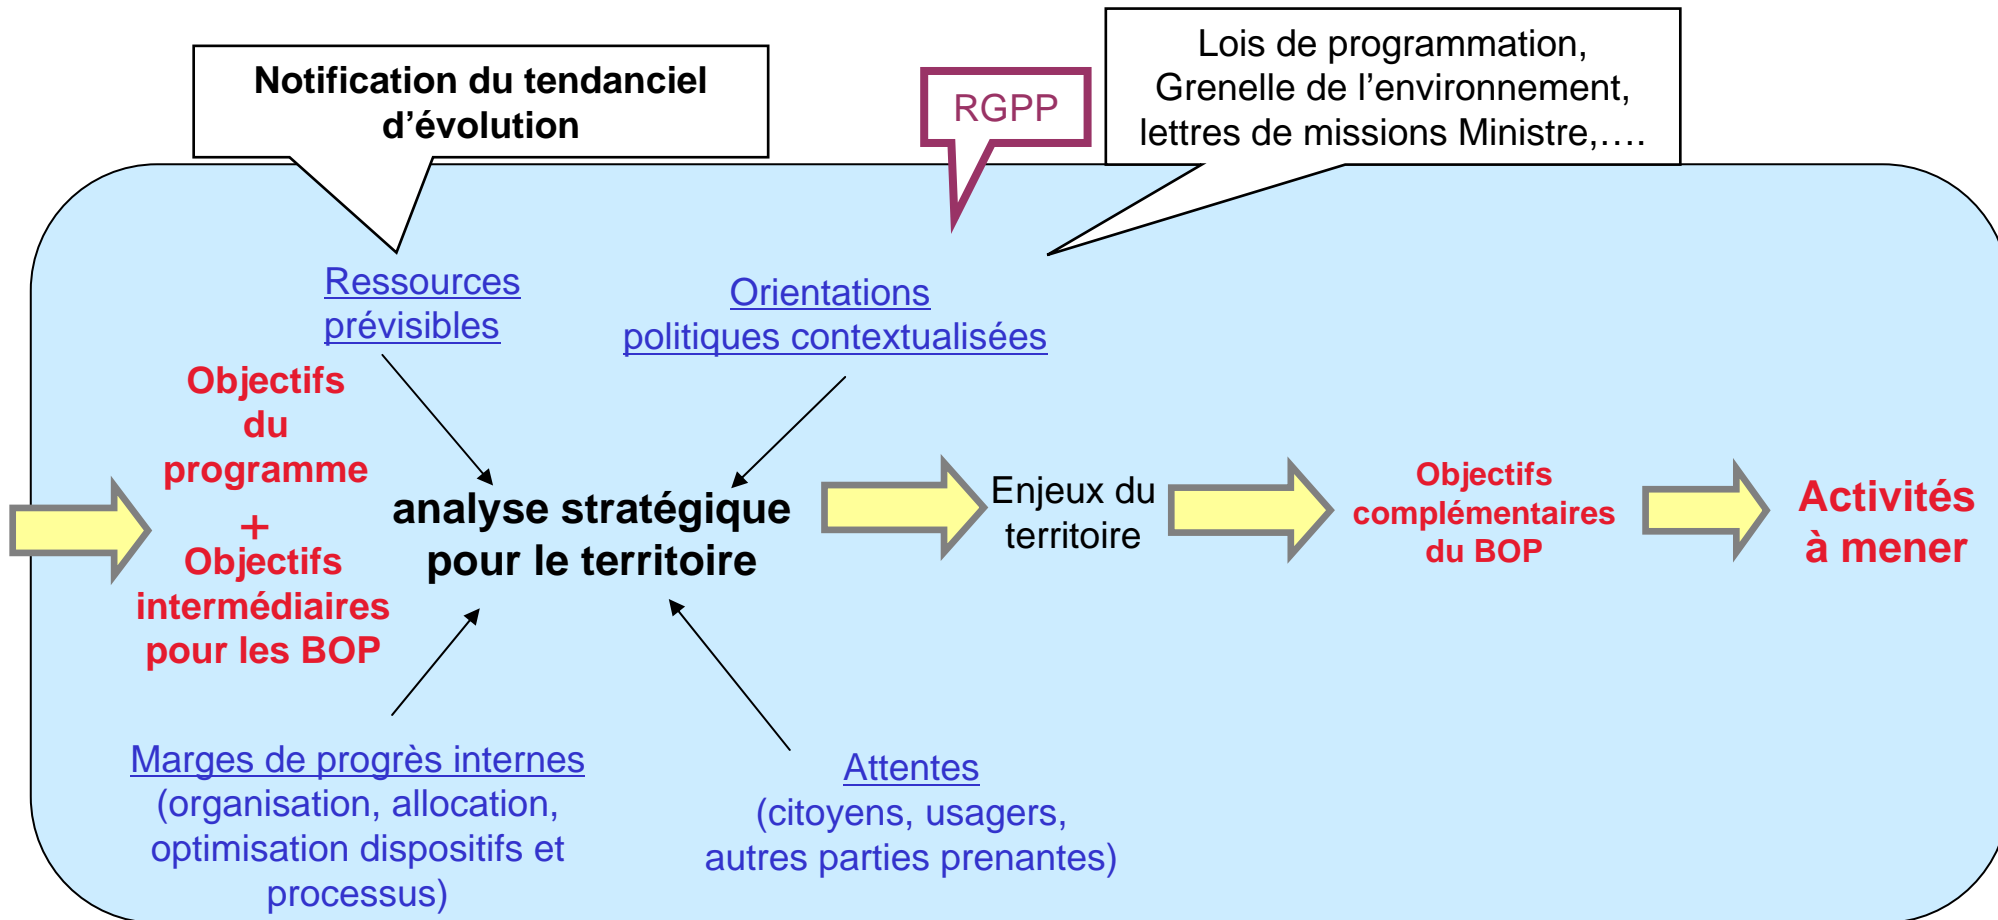 Notification du tendanciel
d’évolution
RGPP
Lois de programmation,
Grenelle de l’environnement,
lettres de missions Ministre,….
Ressources
prévisibles
Orientations
politiques contextualisées
Objectifs
du
programme
+
Objectifs
intermédiaires
pour les BOP
analyse stratégique
pour le territoire
Enjeux du
territoire
Objectifs
complémentaires
du BOP
Activités
à mener
Marges de progrès internes
(organisation, allocation,
optimisation dispositifs et
processus)
Attentes
(citoyens, usagers,
autres parties prenantes)